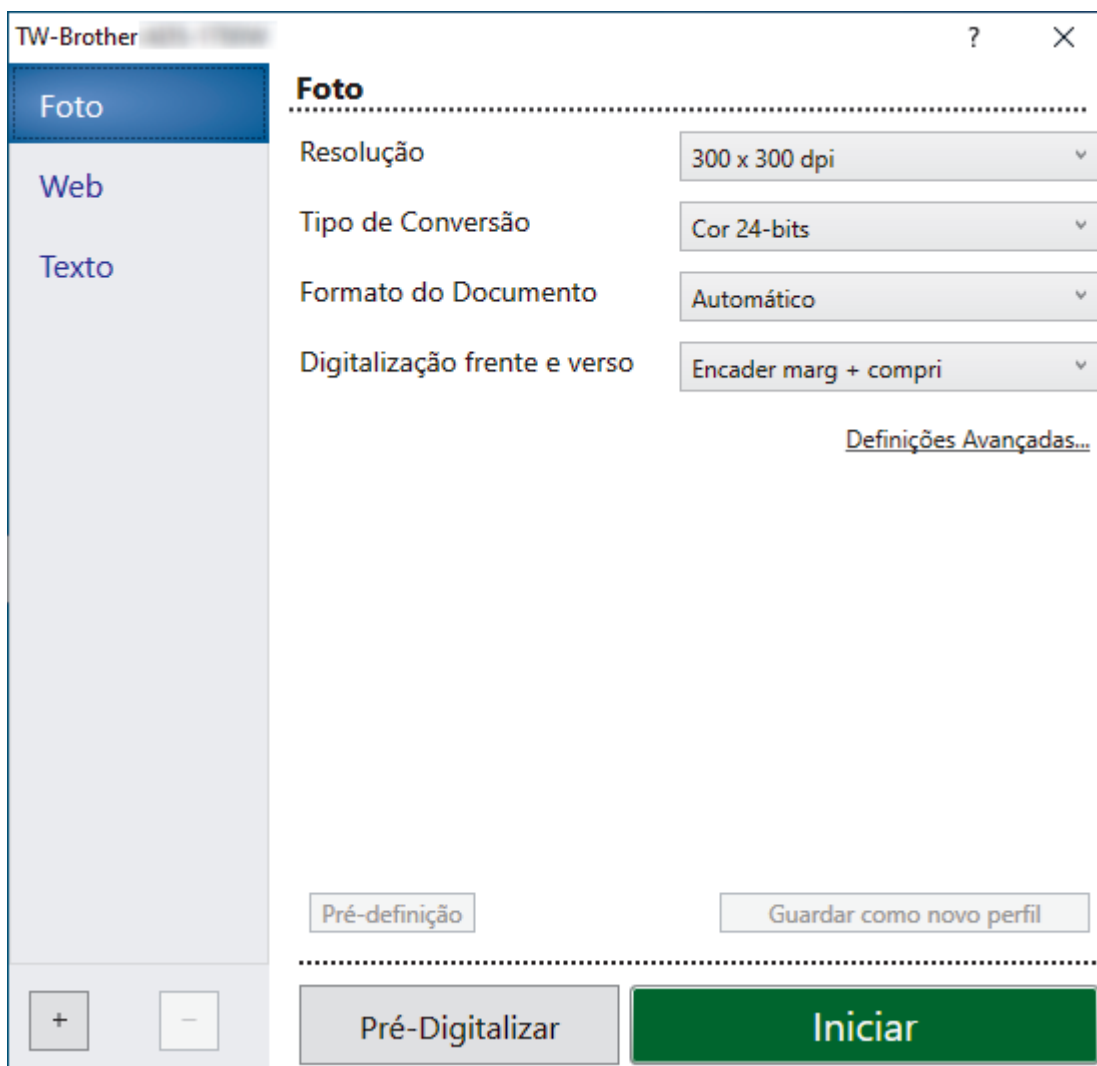 TW-Brother
?
Foto
Web
Texto
Foto
Resolução
300 x 300 dpi
Tipo de Conversão
Cor 24-bits
Formato do Documento
Automático
Digitalização frente e verso
Encader marg + compri
Definições Avançadas...
Pré-definição
Guardar como novo perfil
+
−
Pré-Digitalizar
Iniciar